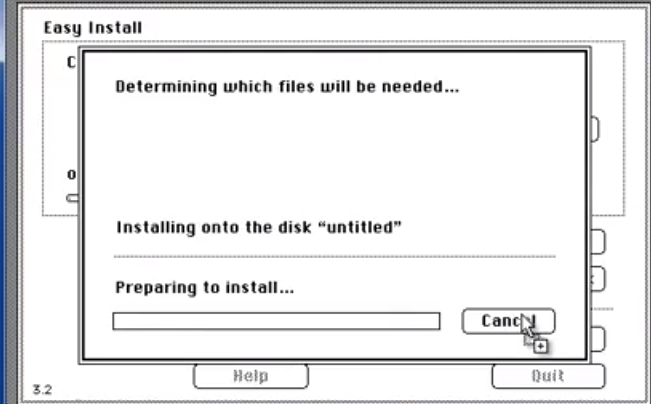 Easy Install
C
Determining which files will be needed...
o
Installing onto the disk “untitled”
Preparing to install...
Cancel
Help
Quit
3.2